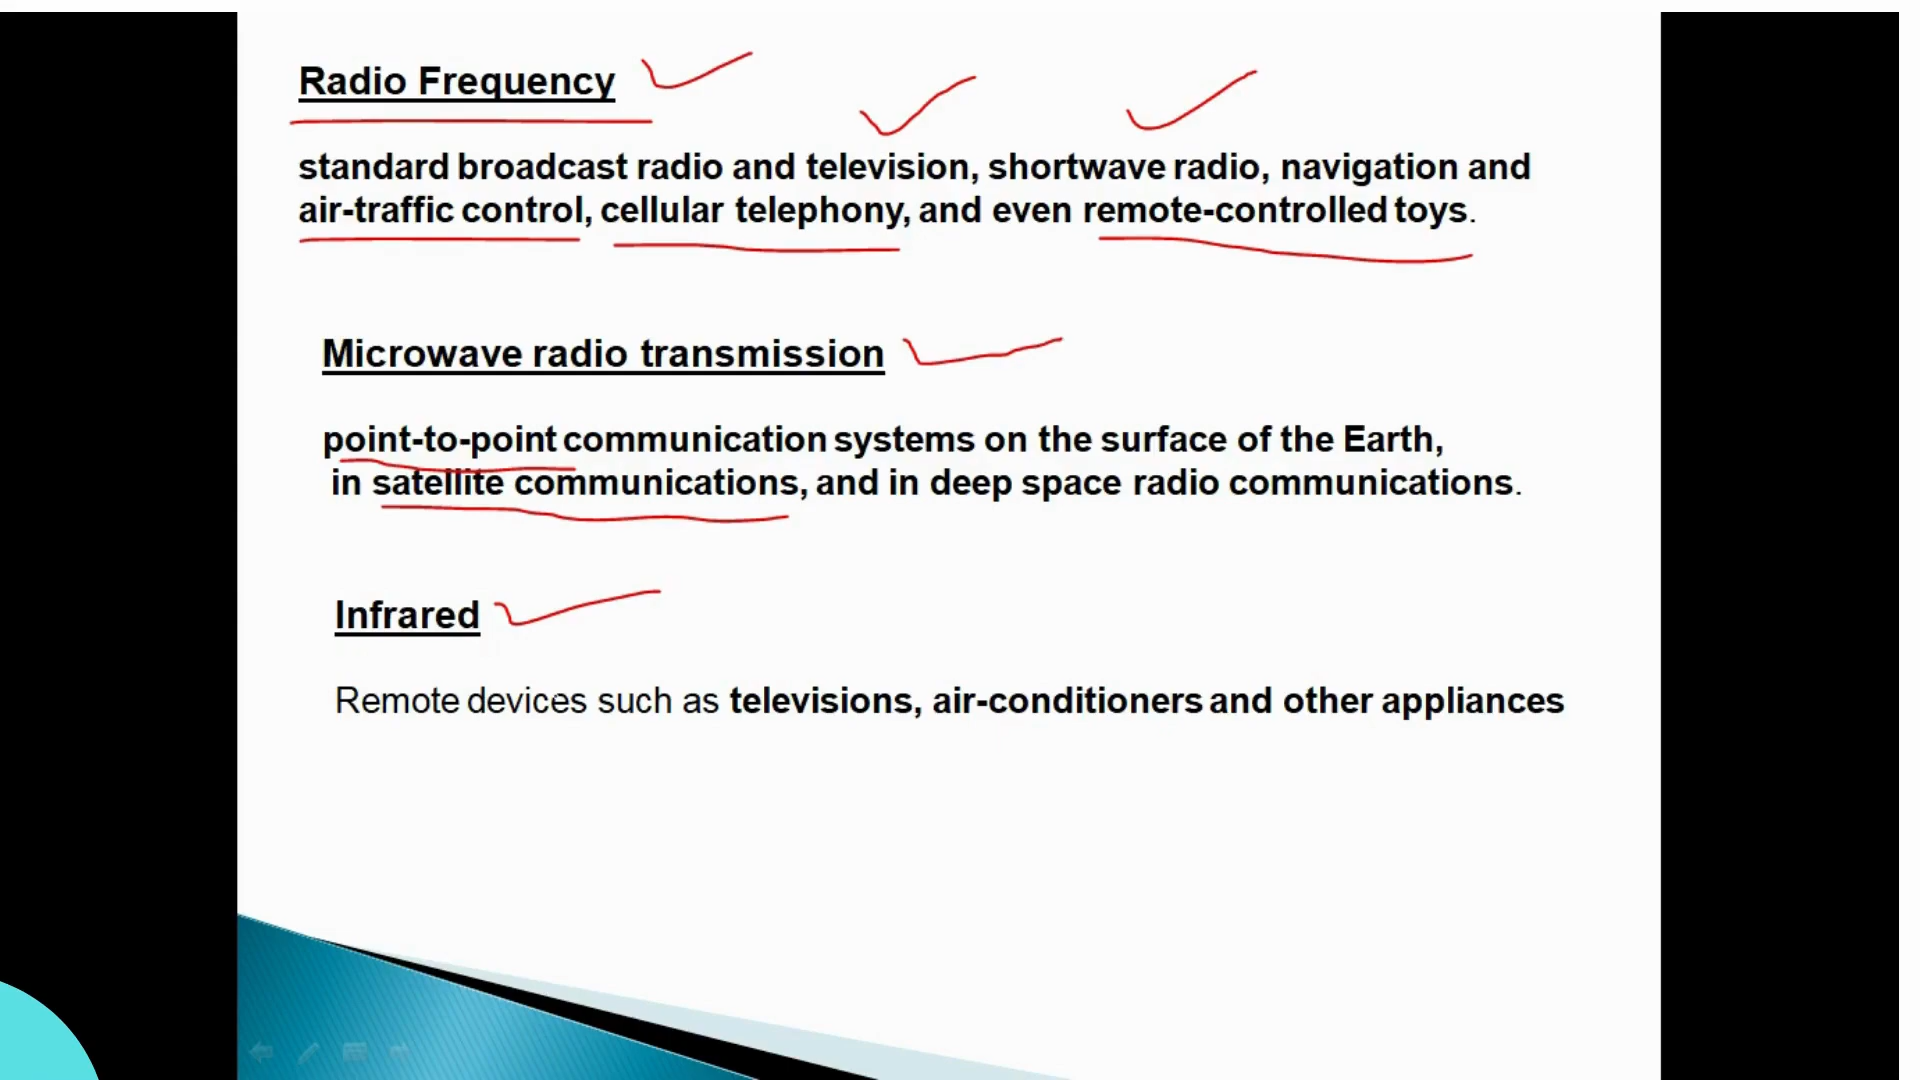 Radio Frequency
standard broadcast radio and television, shortwave radio, navigation and
air-traffic control, cellular telephony, and even remote-controlled toys.
Microwave radio transmission
point-to-point communication systems on the surface of the Earth,
in satellite communications, and in deep space radio communications.
Infrared
Remote devices such as televisions, air-conditioners and other appliances